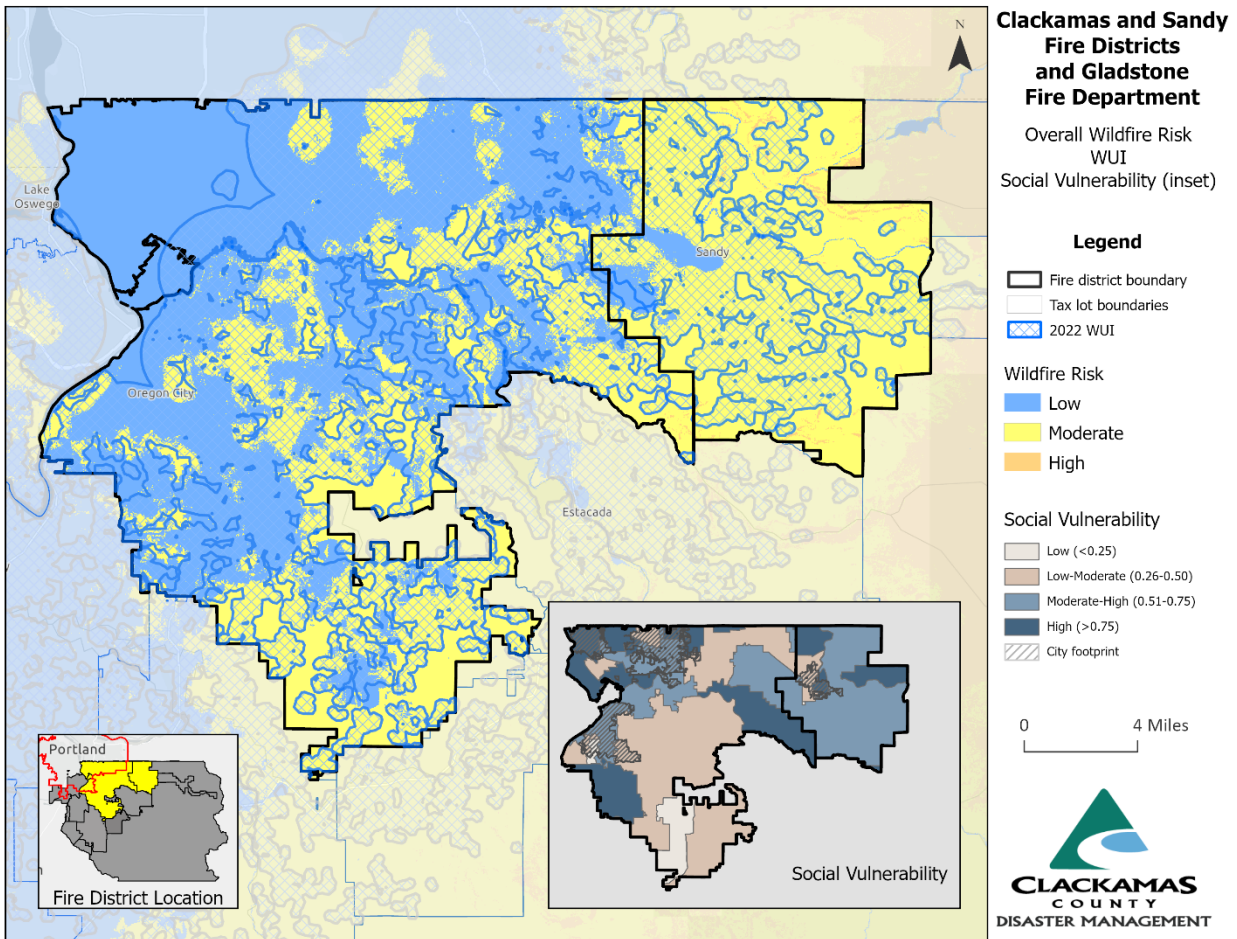 Clackamas and Sandy
Fire Districts
and Gladstone
Fire Department
Overall Wildfire Risk
WUI
Social Vulnerability (inset)
Legend
Fire district boundary
Tax lot boundaries
2022 WUI
Wildfire Risk
Low
Moderate
High
Social Vulnerability
Low (<0.25)
Low-Moderate (0.26-0.50)
Moderate-High (0.51-0.75)
High (>0.75)
City footprint
0 4 Miles
CLACKAMAS
COUNTY
DISASTER MANAGEMENT
N
Lake
Oswego
Sandy
Oregon City
Estacada
Portland
Fire District Location
Social Vulnerability